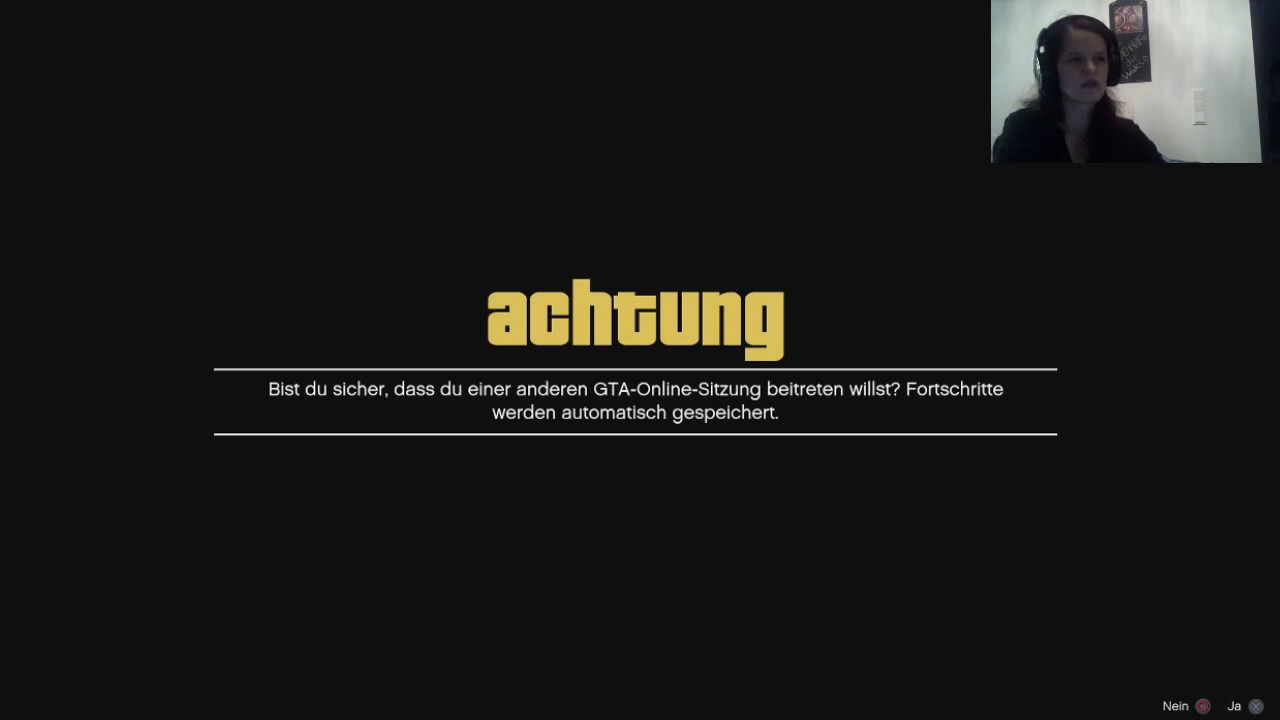 achtung
Bist du sicher, dass du einer anderen GTA-Online-Sitzung beitreten willst? Fortschritte
werden automatisch gespeichert.
Nein Ja